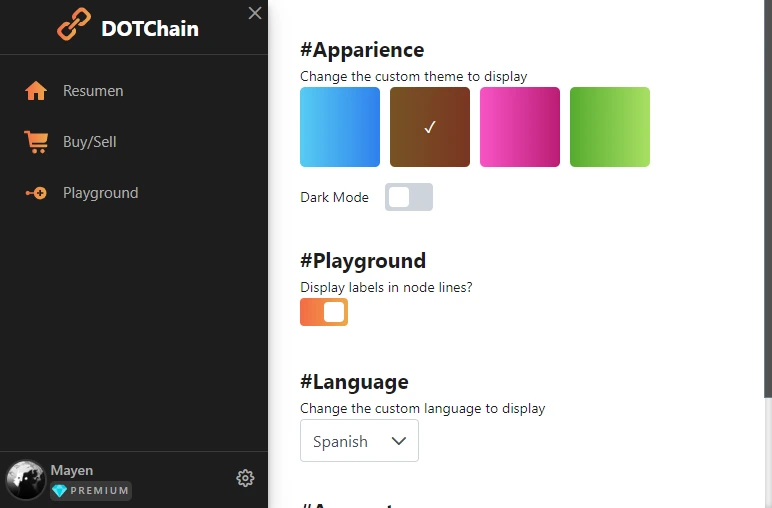 DOTChain
Resumen
Buy/Sell
Playground
Mayen
PREMIUM
#Apparience
Change the custom theme to display
Dark Mode
#Playground
Display labels in node lines?
#Language
Change the custom language to display
Spanish